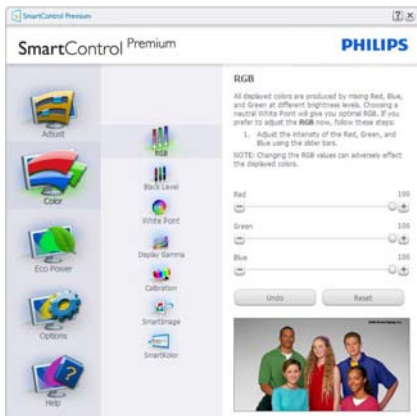 SmartControl Premium
SmartControl Premium
PHILIPS
Adjust
Color
Eco Power
Options
Help
RGB
Black Level
White Point
Display Gamma
Calibration
SmartImage
SmartKolor
RGB
All displayed colors are produced by mixing Red, Blue,
and Green at different brightness levels. Choosing a
neutral White Point will give you optimal RGB. If you
prefer to adjust the RGB now, follow these steps:
1. Adjust the intensity of the Red, Green, and
Blue using the slider bars.
NOTE: Changing the RGB values can adversely effect
the displayed colors.
Red 100
Green 100
Blue 100
Undo Reset